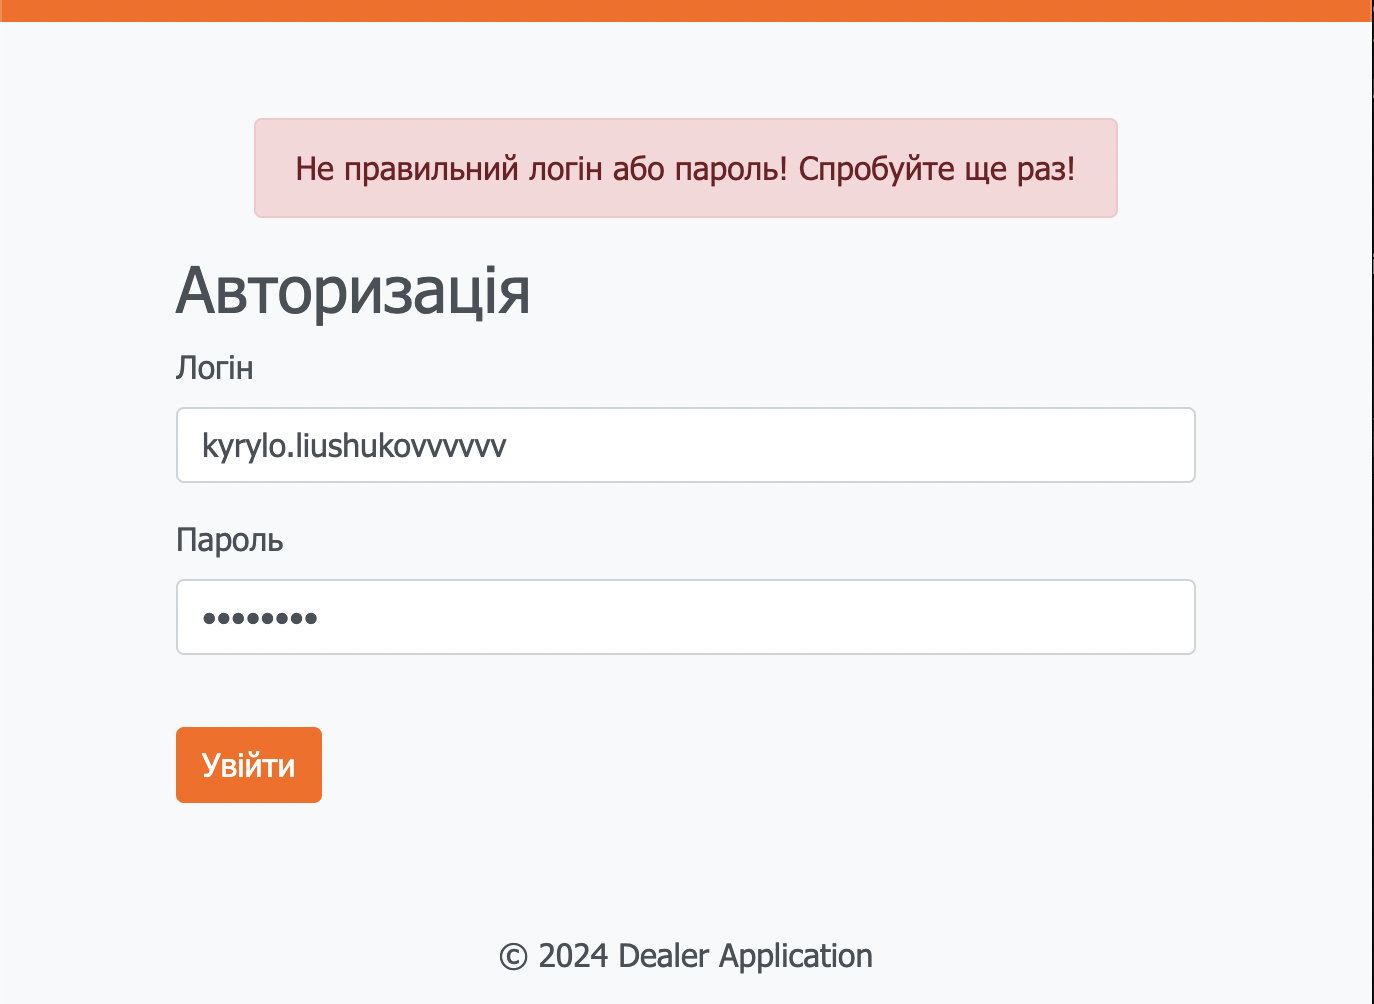 Не правильний логін або пароль! Спробуйте ще раз!
Авторизація
Логін
kyrylo.liushukovvvvvv
Пароль
••••••••
Увійти
© 2024 Dealer Application